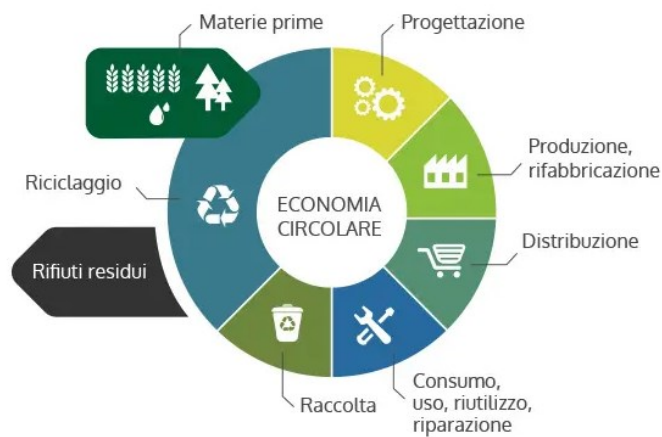 Materie prime
Progettazione
Produzione,
rifabbricazione
Riciclaggio
ECONOMIA
CIRCOLARE
Distribuzione
Rifiuti residui
Consumo,
uso, riutilizzo,
riparazione
Raccolta